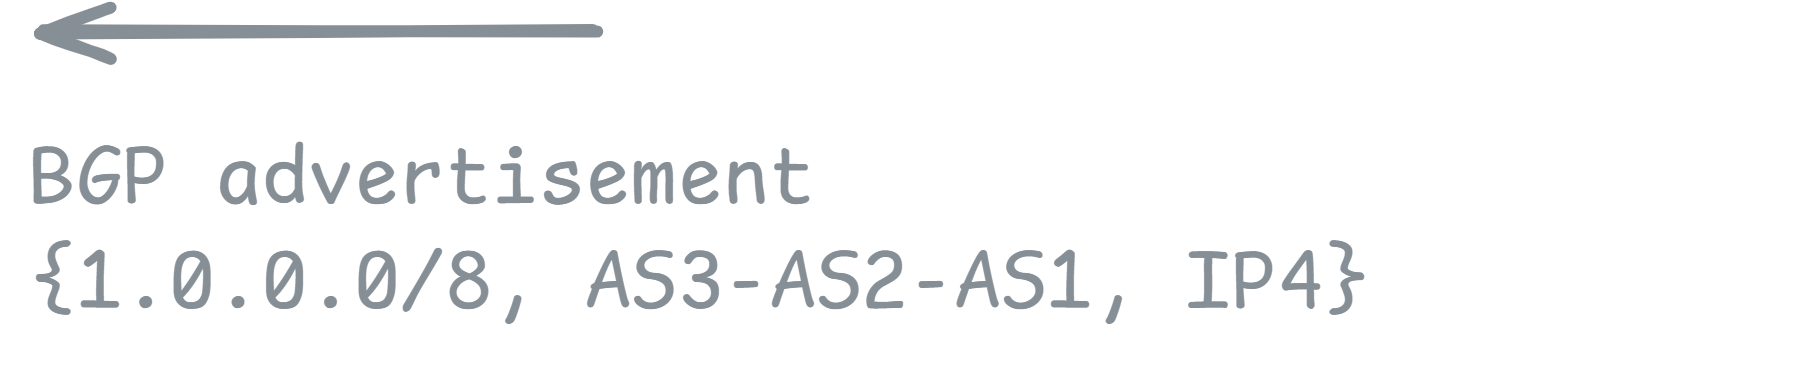 BGP advertisement
{1.0.0.0/8, AS3-AS2-AS1, IP4}